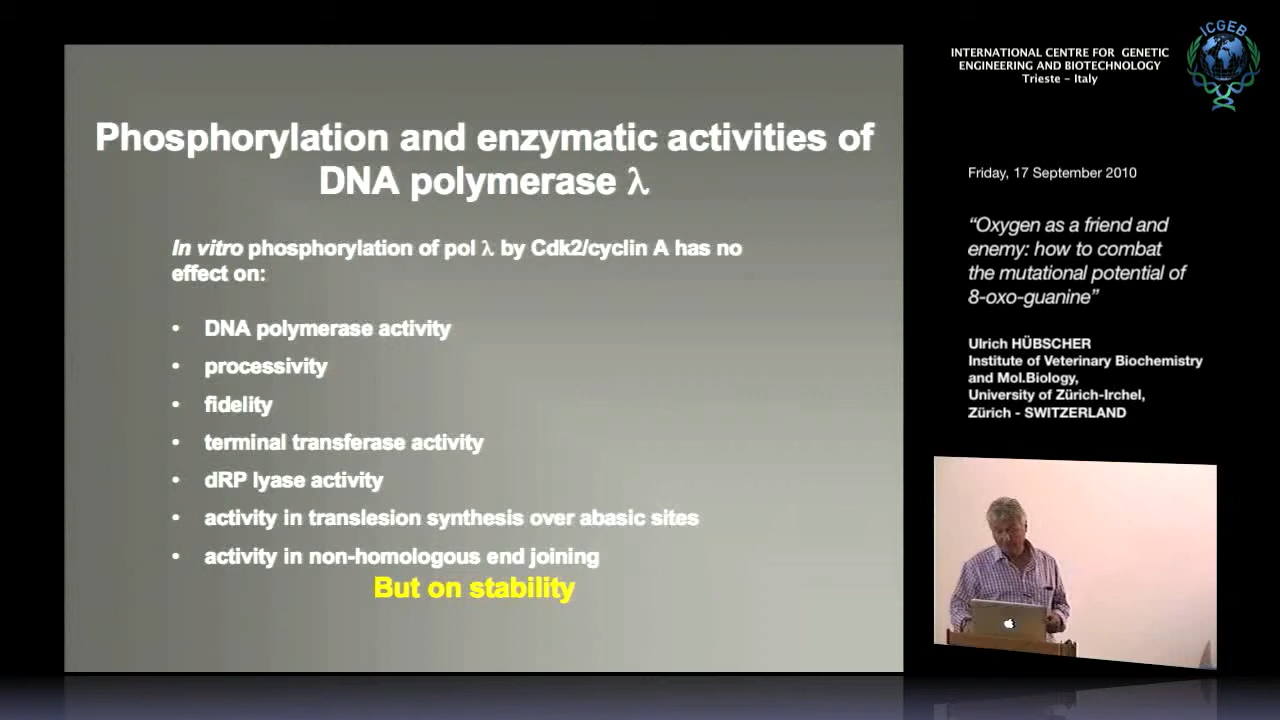 Phosphorylation and enzymatic activities of
DNA polymerase λ
In vitro phosphorylation of pol λ by Cdk2/cyclin A has no
effect on:
• DNA polymerase activity
• processivity
• fidelity
• terminal transferase activity
• dRP lyase activity
• activity in translesion synthesis over abasic sites
• activity in non-homologous end joining
But on stability
INTERNATIONAL CENTRE FOR GENETIC
ENGINEERING AND BIOTECHNOLOGY
Trieste – Italy
ICGEB
Friday, 17 September 2010
“Oxygen as a friend and
enemy: how to combat
the mutational potential of
8-oxo-guanine”
Ulrich HÜBSCHER
Institute of Veterinary Biochemistry
and Mol.Biology,
University of Zürich-Irchel,
Zürich - SWITZERLAND